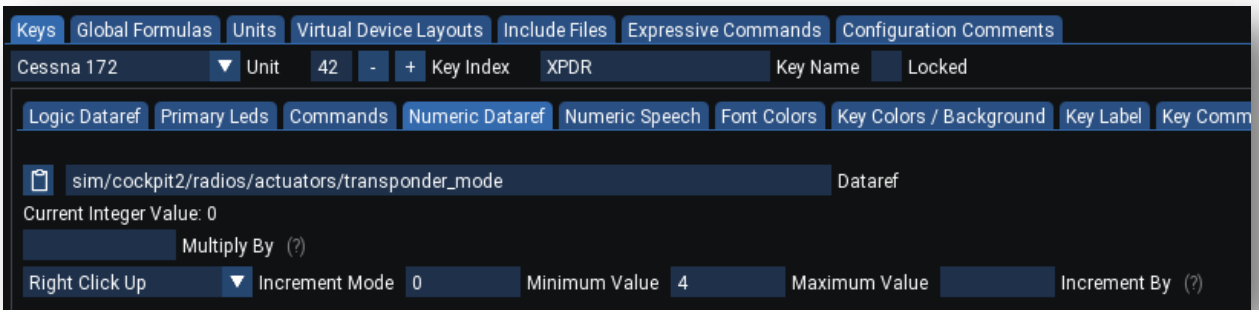 Keys Global Formulas Units Virtual Device Layouts Include Files Expressive Commands Configuration Comments
Cessna 172 Unit 42 - + Key Index XPDR Key Name Locked
Logic Dataref Primary Leds Commands Numeric Dataref Numeric Speech Font Colors Key Colors / Background Key Label Key Comm
sim/cockpit2/radios/actuators/transponder_mode Dataref
Current Integer Value: 0
Multiply By (?)
Right Click Up Increment Mode 0 Minimum Value 4 Maximum Value Increment By (?)